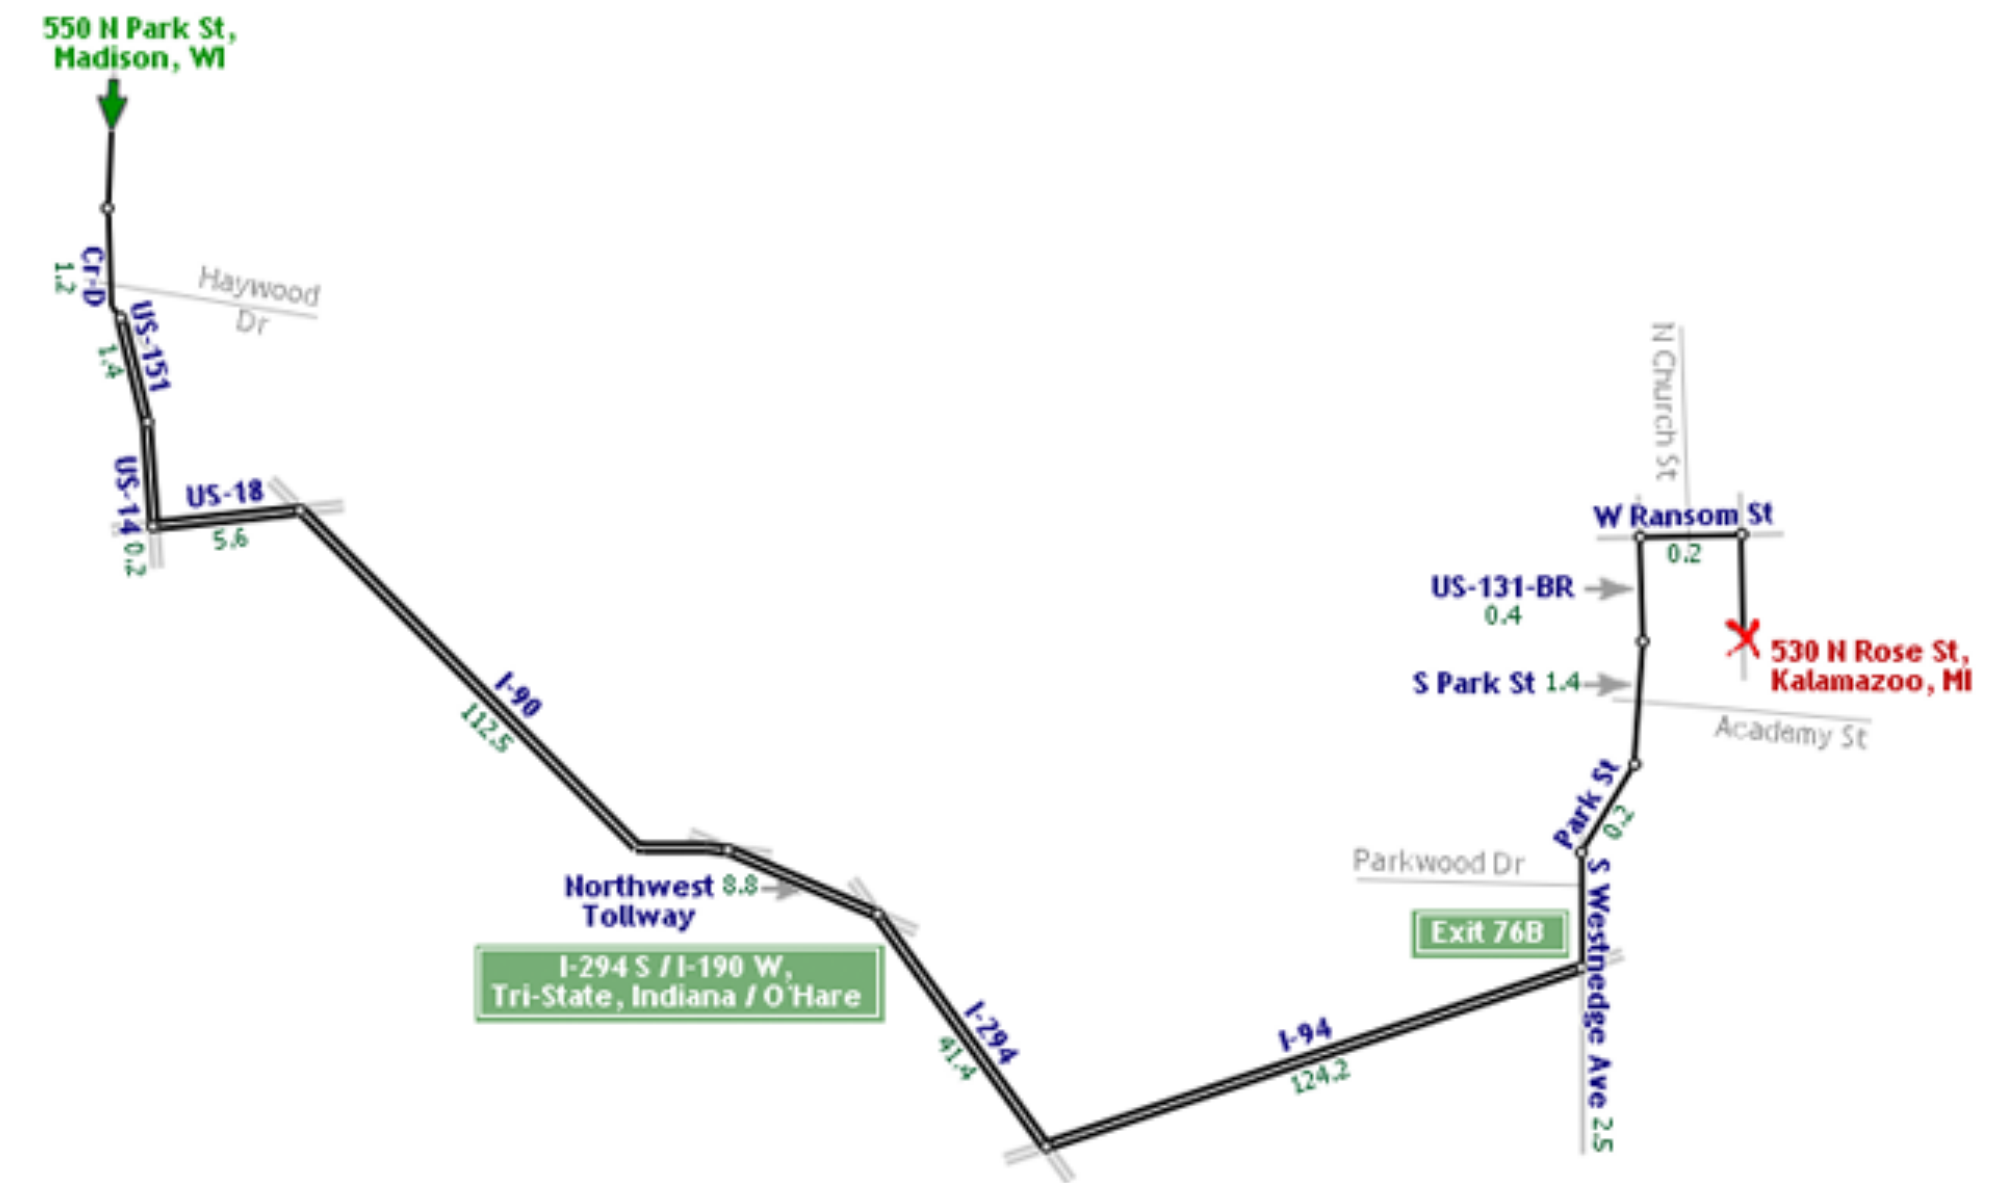 550 N Park St,
Madison, WI
Cr-D
1.2
Haywood
Dr
US-151
1.4
US-14 0.2
US-18
5.6
I-90
112.5
Northwest 8.8
Tollway
I-294 S / I-190 W,
Tri-State, Indiana / O'Hare
I-294
41.4
I-94
124.2
Exit 76B
S Westnedge Ave 2.5
Parkwood Dr
Park St
0.2
S Park St 1.4
Academy St
US-131-BR
0.4
N Church St
W Ransom St
0.2
530 N Rose St,
Kalamazoo, MI